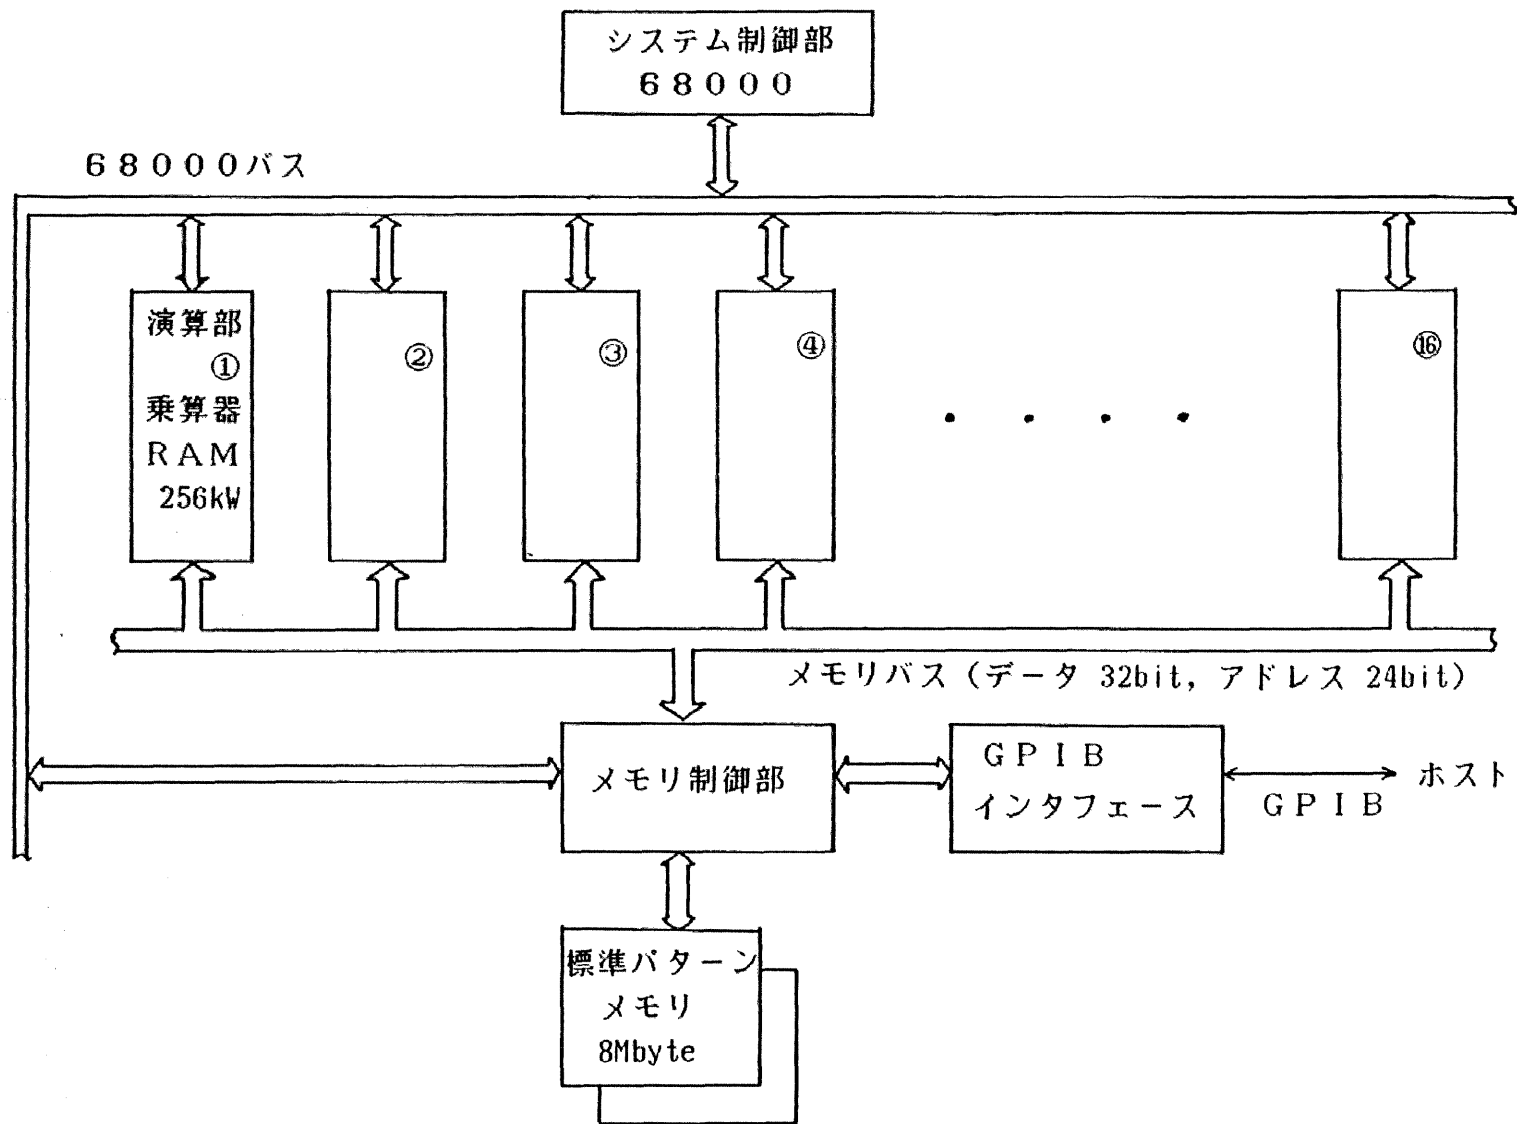 システム制御部
６８０００
６８０００バス
演算部
①
乗算器
ＲＡＭ
256kW
②
③
④
⑯
メモリバス（データ 32bit, アドレス 24bit）
メモリ制御部
ＧＰＩＢ
インタフェース
ＧＰＩＢ
ホスト
標準パターン
メモリ
8Mbyte